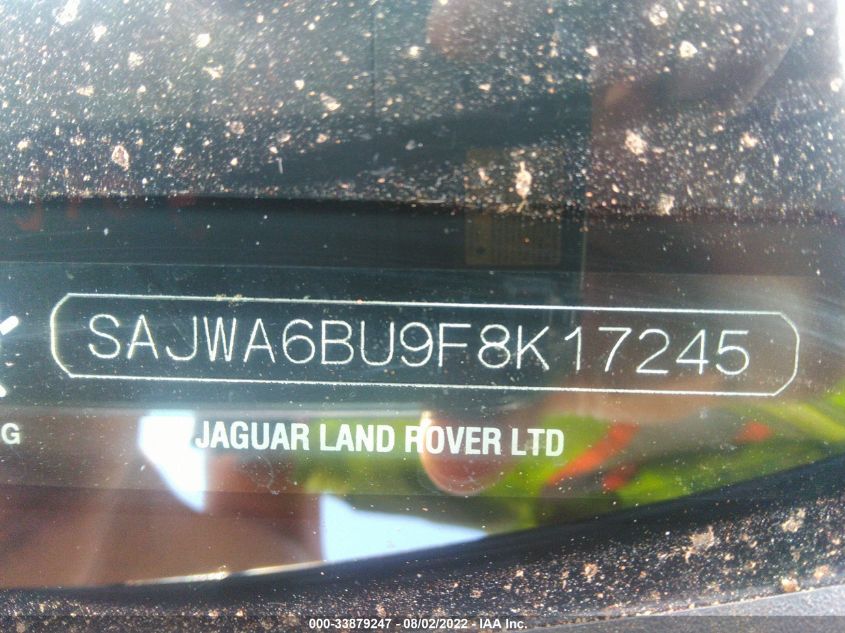 SAJWA6BU9F8K17245
G
JAGUAR LAND ROVER LTD
000-33879247 - 08/02/2022 - IAA Inc.